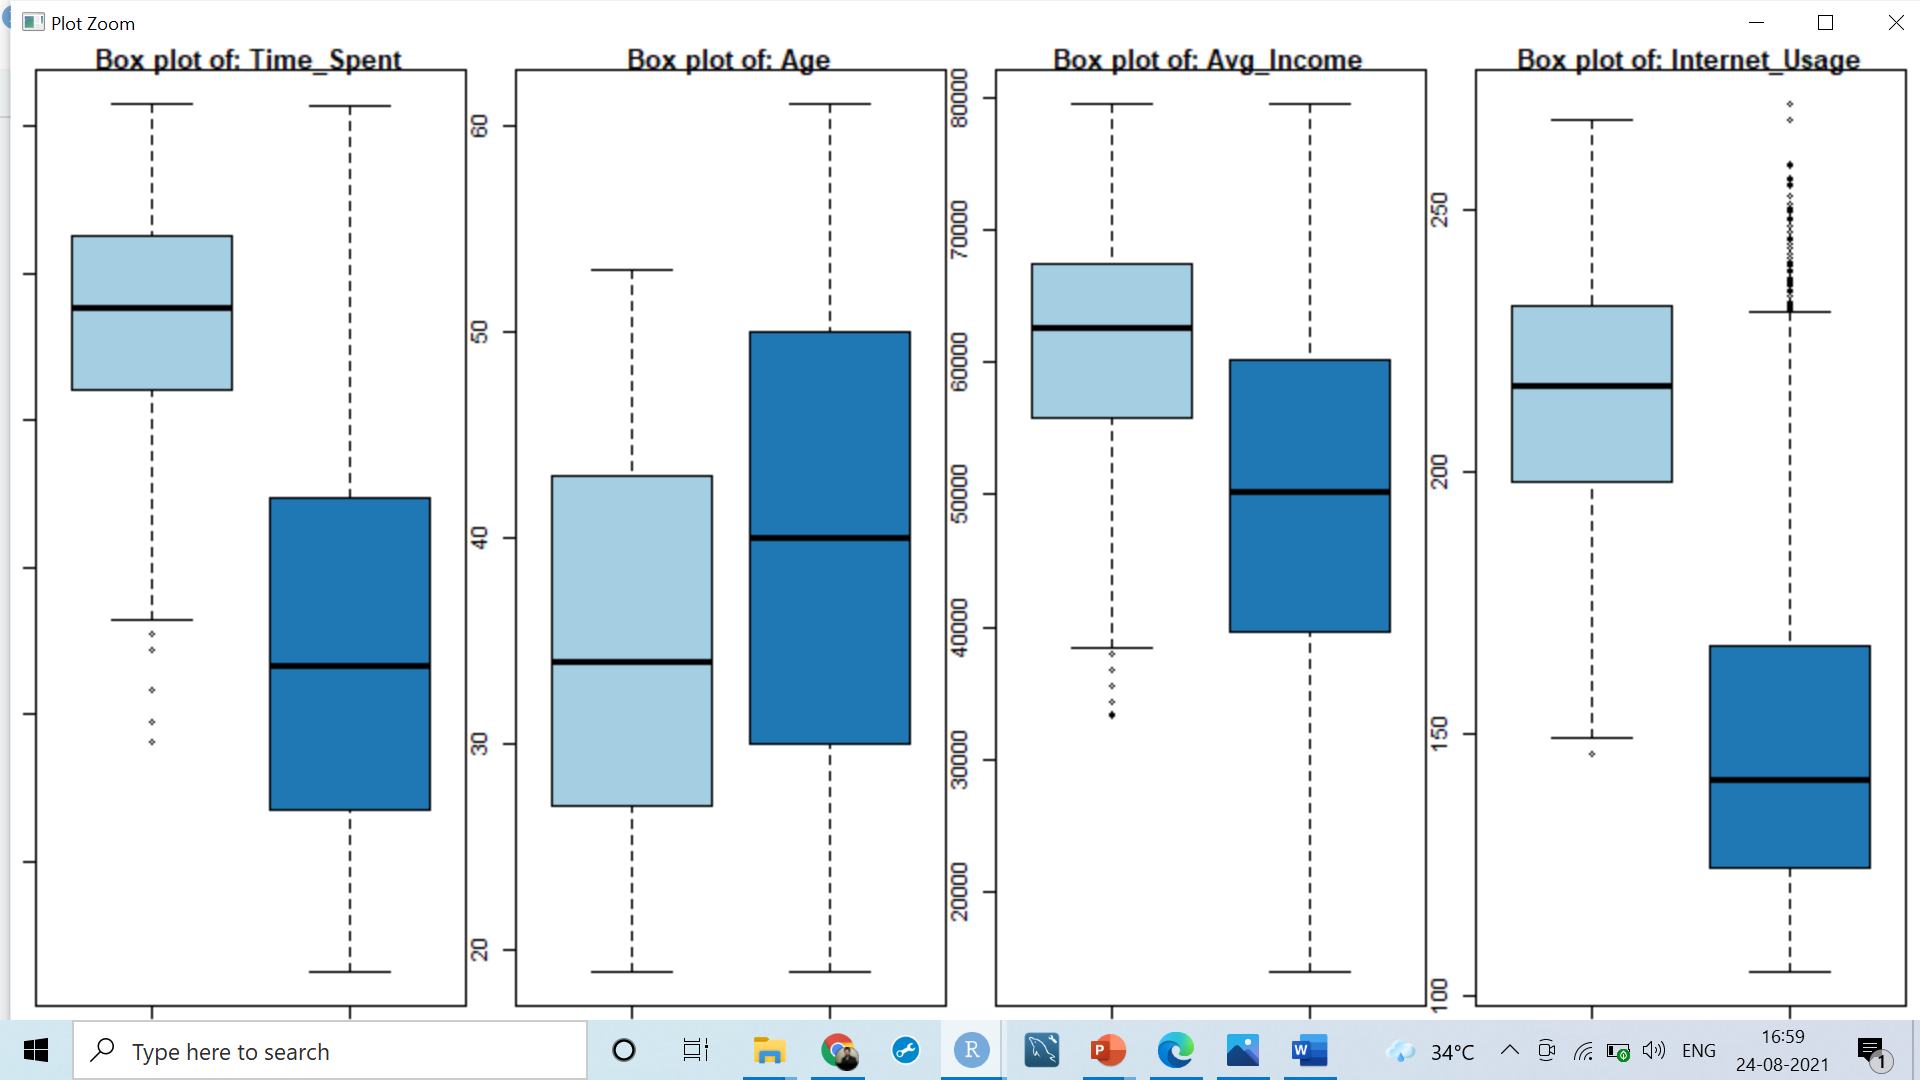 Plot Zoom
Box plot of: Time_Spent
Box plot of: Age
Box plot of: Avg_Income
Box plot of: Internet_Usage
60
50
40
30
20
80000
70000
60000
50000
40000
30000
20000
250
200
150
100
Type here to search
R
P
W
34°C
ENG
16:59
24-08-2021
1